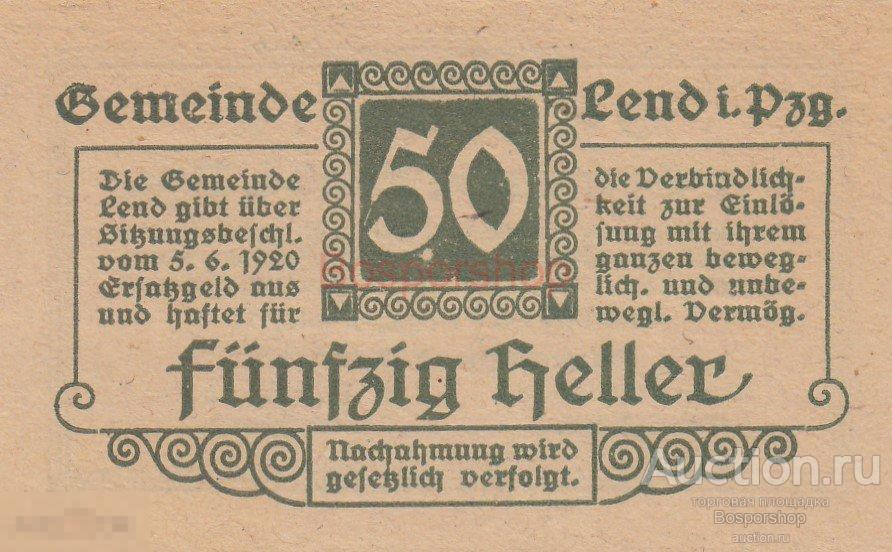 Gemeinde
50
Lend i. Pzg.
Die Gemeinde
Lend gibt über
Sitzungsbeschl.
vom 5. 6. 1920
Ersatzgeld aus
und haftet für
die Verbindlich-
keit zur Einlö-
sung mit ihrem
ganzen beweg-
lich. und unbe-
wegl. Vermög.
Bosporshop
fünfzig Heller
Nachahmung wird
gesetzlich verfolgt.
Auction.ru
торговая площадка
Bosporshop
auction.ru